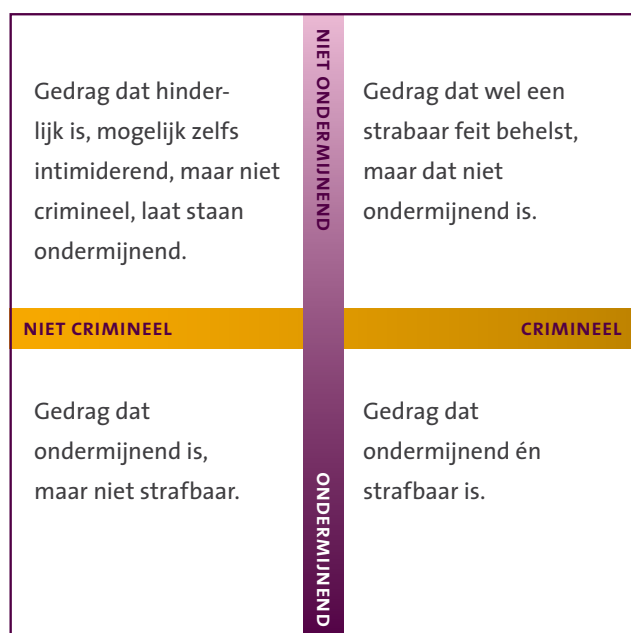 Gedrag dat hinder-
lijk is, mogelijk zelfs
intimiderend, maar niet
crimineel, laat staan
ondermijnend.
NIET ONDERMIJNEND
Gedrag dat wel een
strabaar feit behelst,
maar dat niet
ondermijnend is.
NIET CRIMINEEL
CRIMINEEL
Gedrag dat
ondermijnend is,
maar niet strafbaar.
ONDERMIJNEND
Gedrag dat
ondermijnend én
strafbaar is.